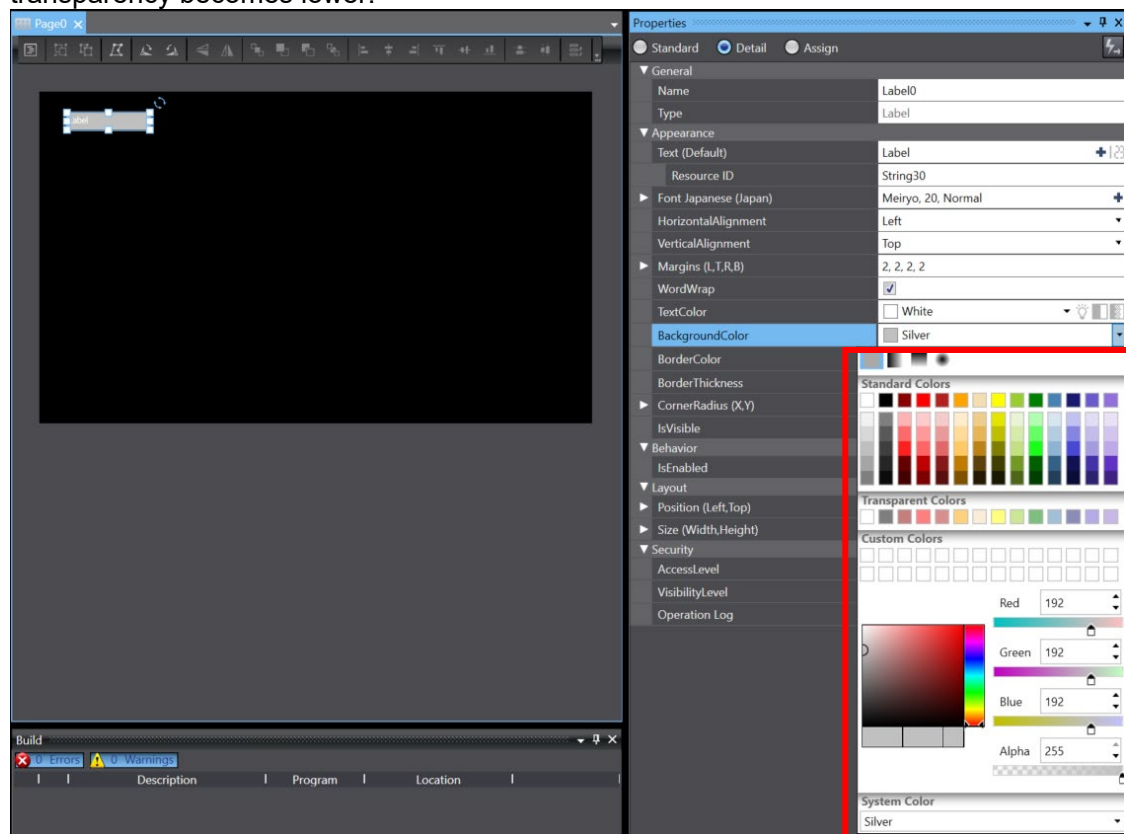 transparency becomes lower.
Page0
Properties
Standard Detail Assign
General
Name Label0
Type Label
Appearance
Text (Default) Label
Resource ID String30
Font Japanese (Japan) Meiryo, 20, Normal
HorizontalAlignment Left
VerticalAlignment Top
Margins (L,T,R,B) 2, 2, 2, 2
WordWrap
TextColor White
BackgroundColor Silver
BorderColor
BorderThickness
CornerRadius (X,Y)
IsVisible
Behavior
IsEnabled
Layout
Position (Left,Top)
Size (Width,Height)
Security
AccessLevel
VisibilityLevel
Operation Log
Standard Colors
Transparent Colors
Custom Colors
Red 192
Green 192
Blue 192
Alpha 255
System Color
Silver
abel
Build
0 Errors 0 Warnings
Description Program Location